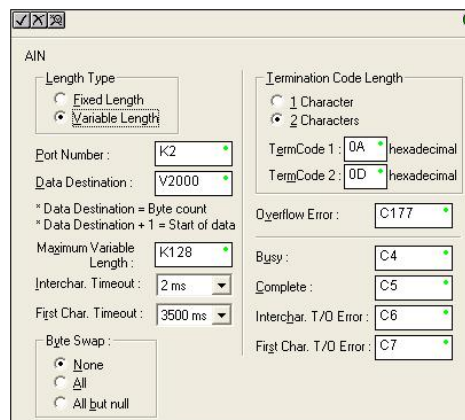 AIN
Length Type
Fixed Length
Variable Length
Port Number : K2
Data Destination : V2000
* Data Destination = Byte count
* Data Destination + 1 = Start of data
Maximum Variable
Length : K128
Interchar. Timeout : 2 ms
First Char. Timeout : 3500 ms
Byte Swap :
None
All
All but null
Termination Code Length
1 Character
2 Characters
TermCode 1 : 0A hexadecimal
TermCode 2 : 0D hexadecimal
Overflow Error : C177
Busy : C4
Complete : C5
Interchar. T/O Error : C6
First Char. T/O Error : C7